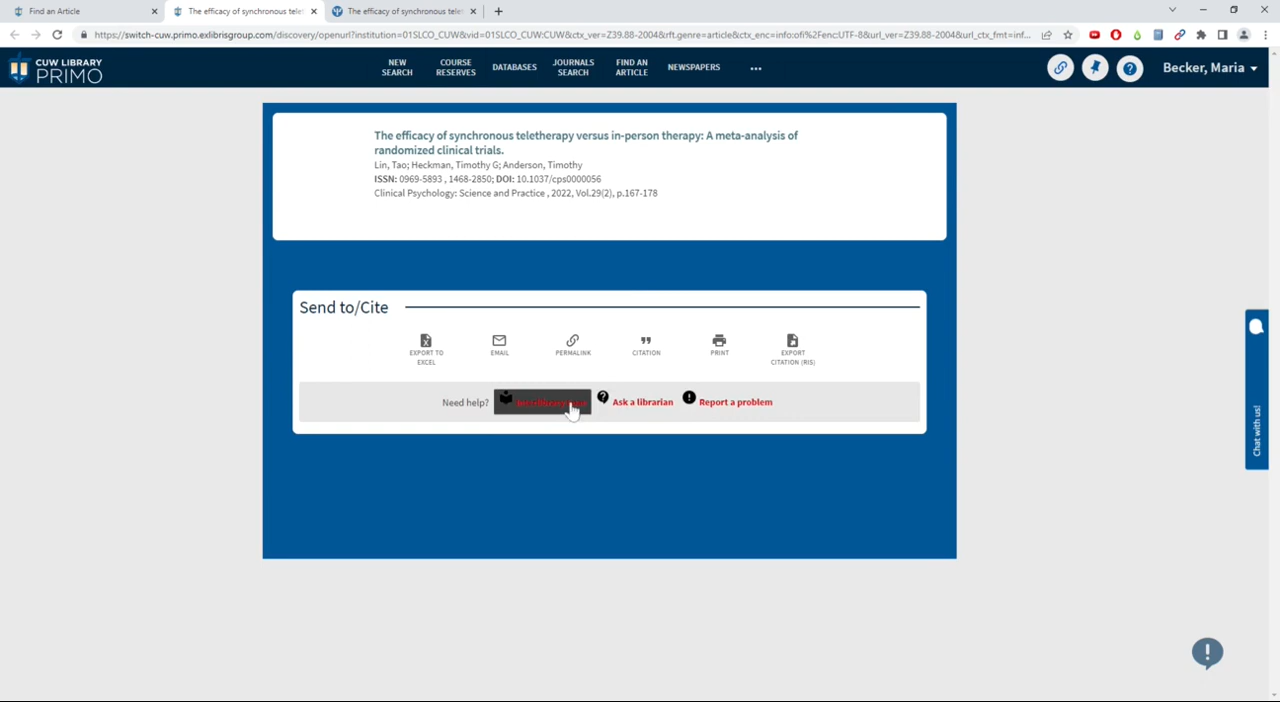 Find an Article
The efficacy of synchronous telet
The efficacy of synchronous telet
https://switch-cuw.primo.exlibrisgroup.com/discovery/openurl?institution=01SLCO_CUW&vid=01SLCO_CUW:CUW&ctx_ver=Z39.88-2004&rft.genre=article&ctx_enc=info:ofi%2Fenc:UTF-8&url_ver=Z39.88-2004&url_ctx_fmt=inf...
CUW LIBRARY
PRIMO
NEW
SEARCH
COURSE
RESERVES
DATABASES
JOURNALS
SEARCH
FIND AN
ARTICLE
NEWSPAPERS
...
Becker, Maria
The efficacy of synchronous teletherapy versus in-person therapy: A meta-analysis of
randomized clinical trials.
Lin, Tao; Heckman, Timothy G; Anderson, Timothy
ISSN: 0969-5893 , 1468-2850; DOI: 10.1037/cps0000056
Clinical Psychology: Science and Practice , 2022, Vol.29(2), p.167-178
Send to/Cite
EXPORT TO
EXCEL
EMAIL
PERMALINK
CITATION
PRINT
EXPORT
CITATION (RIS)
Need help?
Ask a librarian
Report a problem
Chat with us!